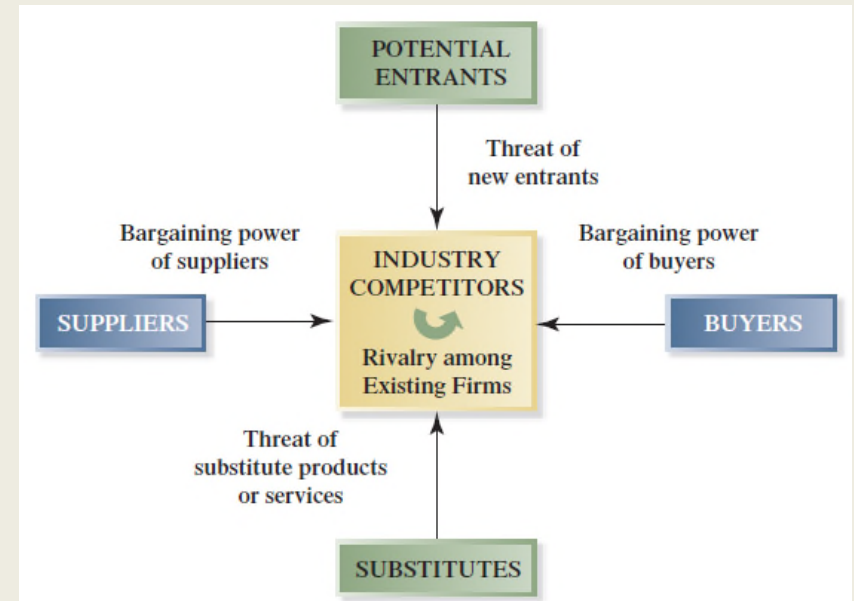 POTENTIAL
ENTRANTS
Threat of
new entrants
Bargaining power
of suppliers
Bargaining power
of buyers
SUPPLIERS
INDUSTRY
COMPETITORS
Rivalry among
Existing Firms
BUYERS
Threat of
substitute products
or services
SUBSTITUTES